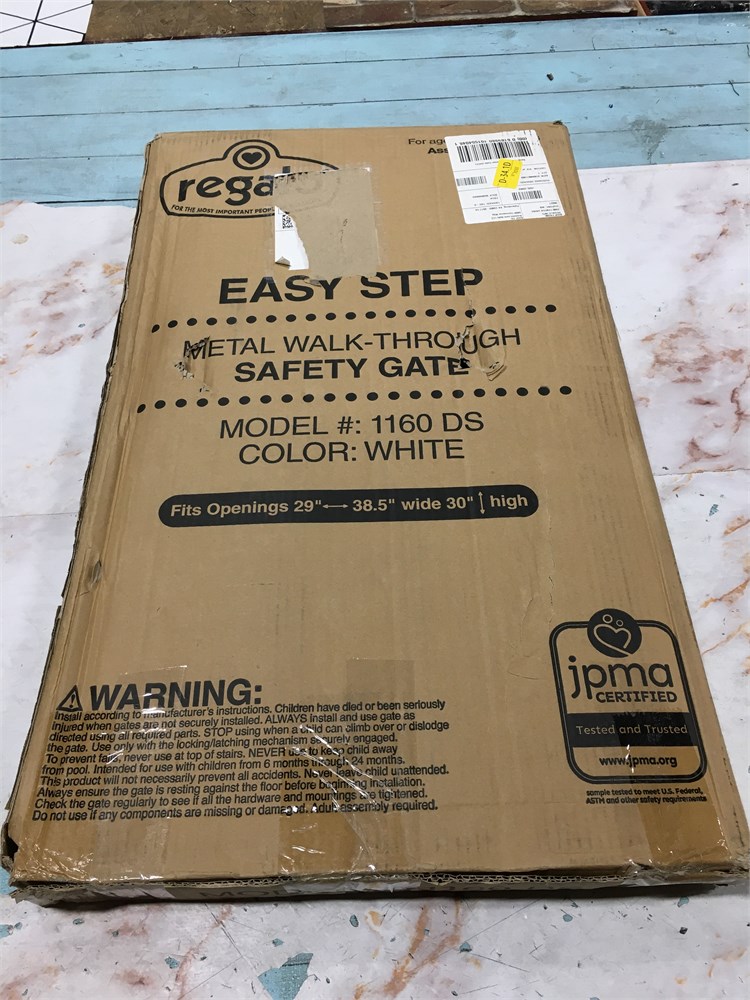 For age
Ass
regalo
FOR THE MOST IMPORTANT PEOP
D-34.1D
EASY STEP
METAL WALK-THROUGH
SAFETY GATE
MODEL #: 1160 DS
COLOR: WHITE
Fits Openings 29" 38.5" wide 30" high
jpma
CERTIFIED
Tested and Trusted
www.jpma.org
sample tested to meet U.S. Federal,
ASTM and other safety requirements
WARNING:
Install according to manufacturer's instructions. Children have died or been seriously
injured when gates are not securely installed. ALWAYS Install and use gate as
directed using all required parts. STOP using when a child can climb over or dislodge
the gate. Use only with the locking/latching mechanism securely engaged.
To prevent falls, never use at top of stairs. NEVER use to keep child away
from pool. Intended for use with children from 6 months through 24 months.
This product will not necessarily prevent all accidents. Never leave child unattended.
Always ensure the gate is resting against the floor before beginning installation.
Check the gate regularly to see if all the hardware and mountings are tightened.
Do not use if any components are missing or damaged. Adult assembly required.